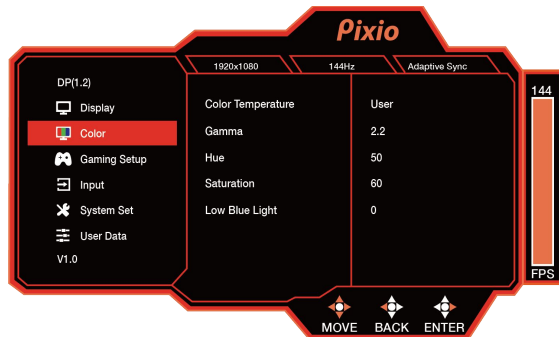 Pixio
1920x1080 144Hz Adaptive Sync
DP(1.2)
Display
Color
Gaming Setup
Input
System Set
User Data
V1.0
Color Temperature User
Gamma 2.2
Hue 50
Saturation 60
Low Blue Light 0
144
FPS
MOVE BACK ENTER